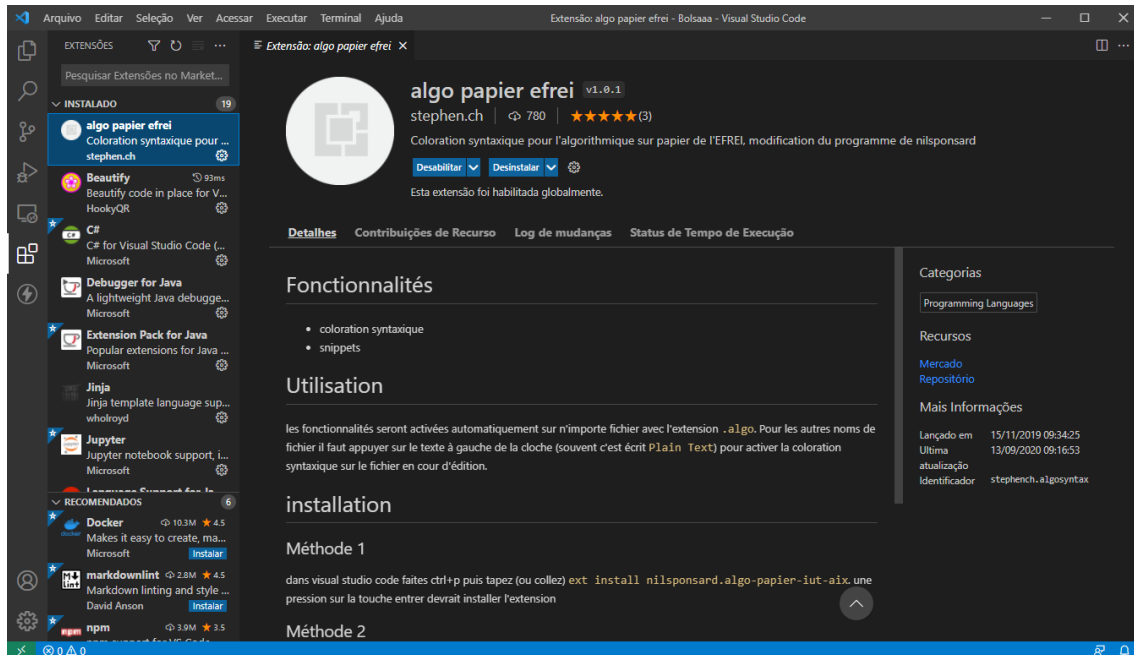 Arquivo Editar Seleção Ver Acessar Executar Terminal Ajuda
Extensão: algo papier efrei - Bolsaaa - Visual Studio Code
EXTENSÕES
Pesquisar Extensões no Market...
INSTALADO 19
algo papier efrei
Coloration syntaxique pour ...
stephen.ch
Beautify 93ms
Beautify code in place for V...
HookyQR
C#
C# for Visual Studio Code (...
Microsoft
Debugger for Java
A lightweight Java debugge...
Microsoft
Extension Pack for Java
Popular extensions for Java ...
Microsoft
Jinja
Jinja template language sup...
wholroyd
Jupyter
Jupyter notebook support, i...
Microsoft
RECOMENDADOS 6
Docker 10.3M 4.5
Makes it easy to create, ma...
Microsoft Instalar
markdownlint 2.8M 4.5
Markdown linting and style ...
David Anson Instalar
npm 3.9M 3.5
Extensão: algo papier efrei
algo papier efrei v1.0.1
stephen.ch 780 (3)
Coloration syntaxique pour l'algorithmique sur papier de l'EFREI, modification du programme de nilsponsard
Desabilitar Desinstalar
Esta extensão foi habilitada globalmente.
Detalhes Contribuições de Recurso Log de mudanças Status de Tempo de Execução
Fonctionnalités
• coloration syntaxique
• snippets
Utilisation
les fonctionnalités seront activées automatiquement sur n'importe fichier avec l'extension .algo. Pour les autres noms de
fichier il faut appuyer sur le texte à gauche de la cloche (souvent c'est écrit Plain Text) pour activer la coloration
syntaxique sur le fichier en cour d'édition.
installation
Méthode 1
dans visual studio code faites ctrl+p puis tapez (ou collez) ext install nilsponsard.algo-papier-iut-aix. une
pression sur la touche entrer devrait installer l'extension
Méthode 2
Categorias
Programming Languages
Recursos
Mercado
Repositório
Mais Informações
Lançado em 15/11/2019 09:34:25
Ultima 13/09/2020 09:16:53
atualização
Identificador stephench.algosyntax
0 0